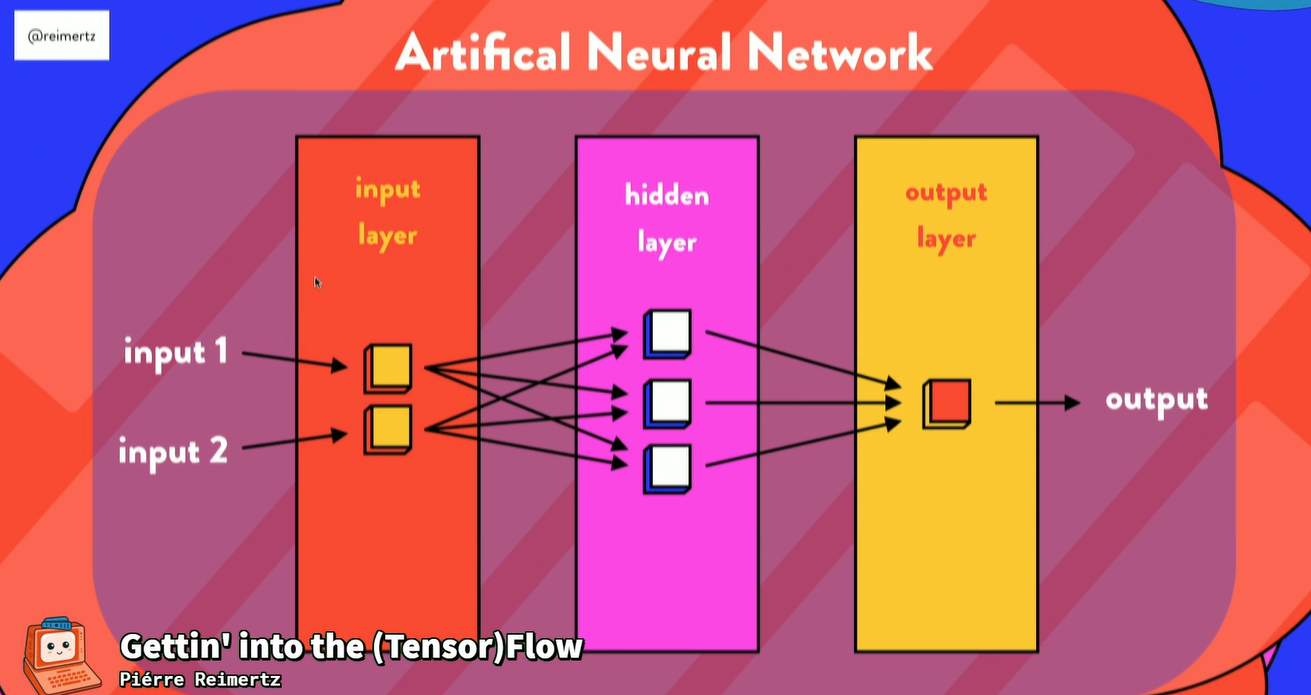 @reimertz
Artifical Neural Network
input
layer
hidden
layer
output
layer
input 1
input 2
output
Gettin' into the (Tensor)Flow
Piérre Reimertz